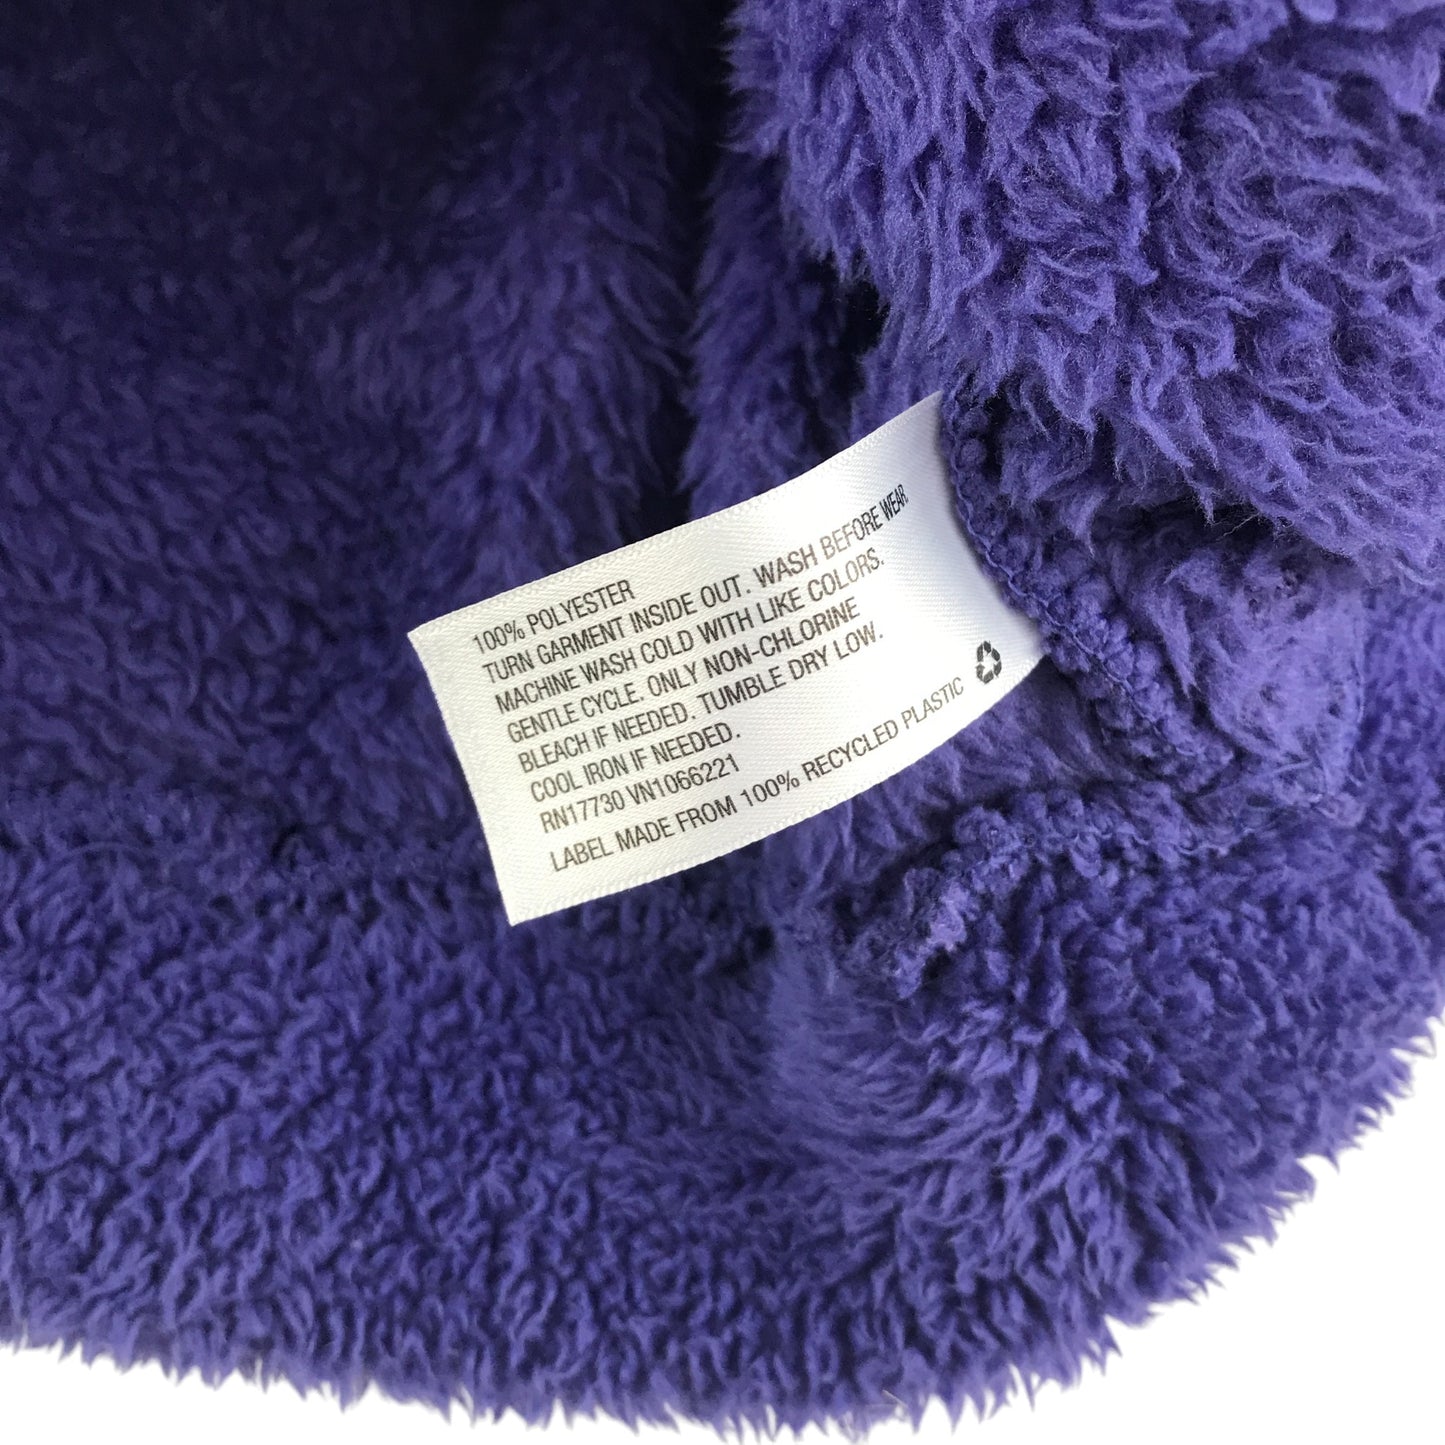 100% POLYESTER
TURN GARMENT INSIDE OUT. WASH BEFORE WEAR.
MACHINE WASH COLD WITH LIKE COLORS.
GENTLE CYCLE. ONLY NON-CHLORINE
BLEACH IF NEEDED. TUMBLE DRY LOW.
COOL IRON IF NEEDED.
RN17730 VN1066221
LABEL MADE FROM 100% RECYCLED PLASTIC